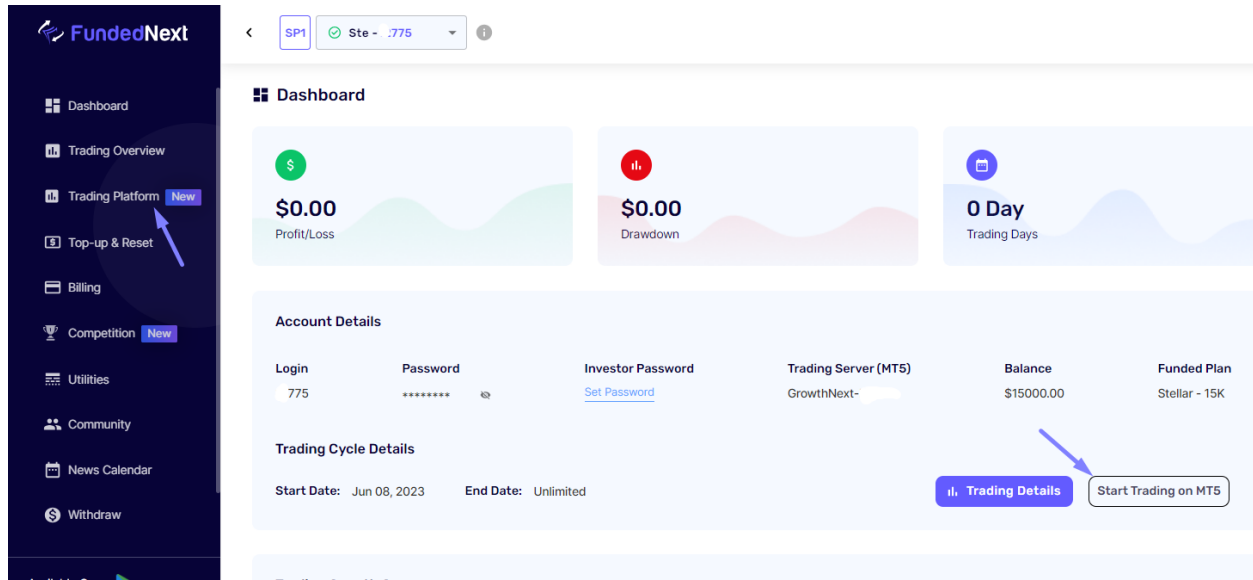 FundedNext
Dashboard
Trading Overview
Trading Platform New
Top-up & Reset
Billing
Competition New
Utilities
Community
News Calendar
Withdraw
SP1 Ste - 775
Dashboard
$0.00
Profit/Loss
$0.00
Drawdown
0 Day
Trading Days
Account Details
Login Password Investor Password Trading Server (MT5) Balance Funded Plan
775 ******** Set Password GrowthNext- $15000.00 Stellar - 15K
Trading Cycle Details
Start Date: Jun 08, 2023 End Date: Unlimited Trading Details Start Trading on MT5